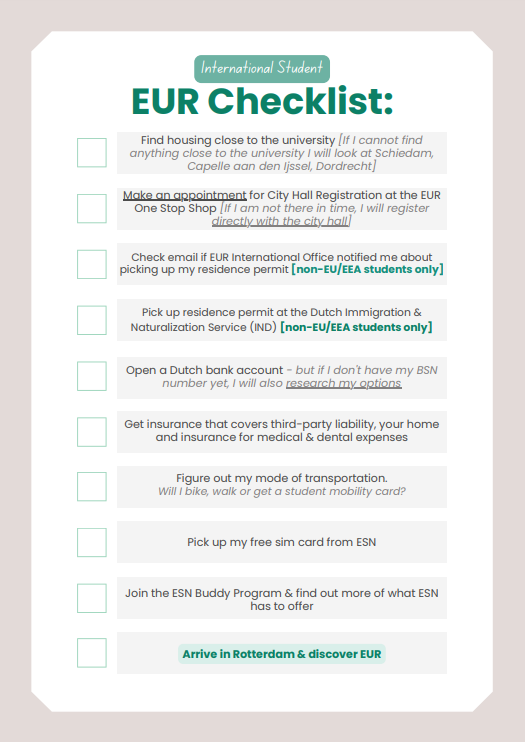 International Student
EUR Checklist:
Find housing close to the university [If I cannot find
anything close to the university I will look at Schiedam,
Capelle aan den Ijssel, Dordrecht]
Make an appointment for City Hall Registration at the EUR
One Stop Shop [If I am not there in time, I will register
directly with the city hall]
Check email if EUR International Office notified me about
picking up my residence permit [non-EU/EEA students only]
Pick up residence permit at the Dutch Immigration &
Naturalization Service (IND) [non-EU/EEA students only]
Open a Dutch bank account - but if I don't have my BSN
number yet, I will also research my options
Get insurance that covers third-party liability, your home
and insurance for medical & dental expenses
Figure out my mode of transportation.
Will I bike, walk or get a student mobility card?
Pick up my free sim card from ESN
Join the ESN Buddy Program & find out more of what ESN
has to offer
Arrive in Rotterdam & discover EUR